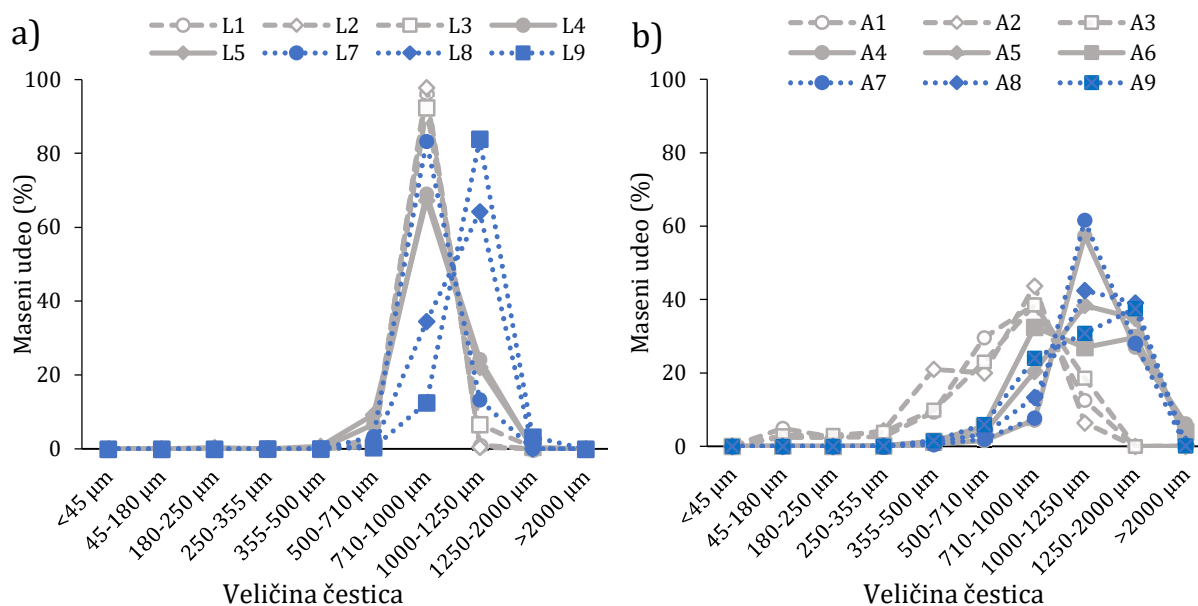 a)
L1 L2 L3 L4
L5 L7 L8 L9
Maseni udeo (%)
100
80
60
40
20
0
<45 µm
45-180 µm
180-250 µm
250-355 µm
355-500 µm
500-710 µm
710-1000 µm
1000-1250 µm
1250-2000 µm
>2000 µm
Veličina čestica
b)
A1 A2 A3
A4 A5 A6
A7 A8 A9
Maseni udeo (%)
100
80
60
40
20
0
<45 µm
45-180 µm
180-250 µm
250-355 µm
355-500 µm
500-710 µm
710-1000 µm
1000-1250 µm
1250-2000 µm
>2000 µm
Veličina čestica